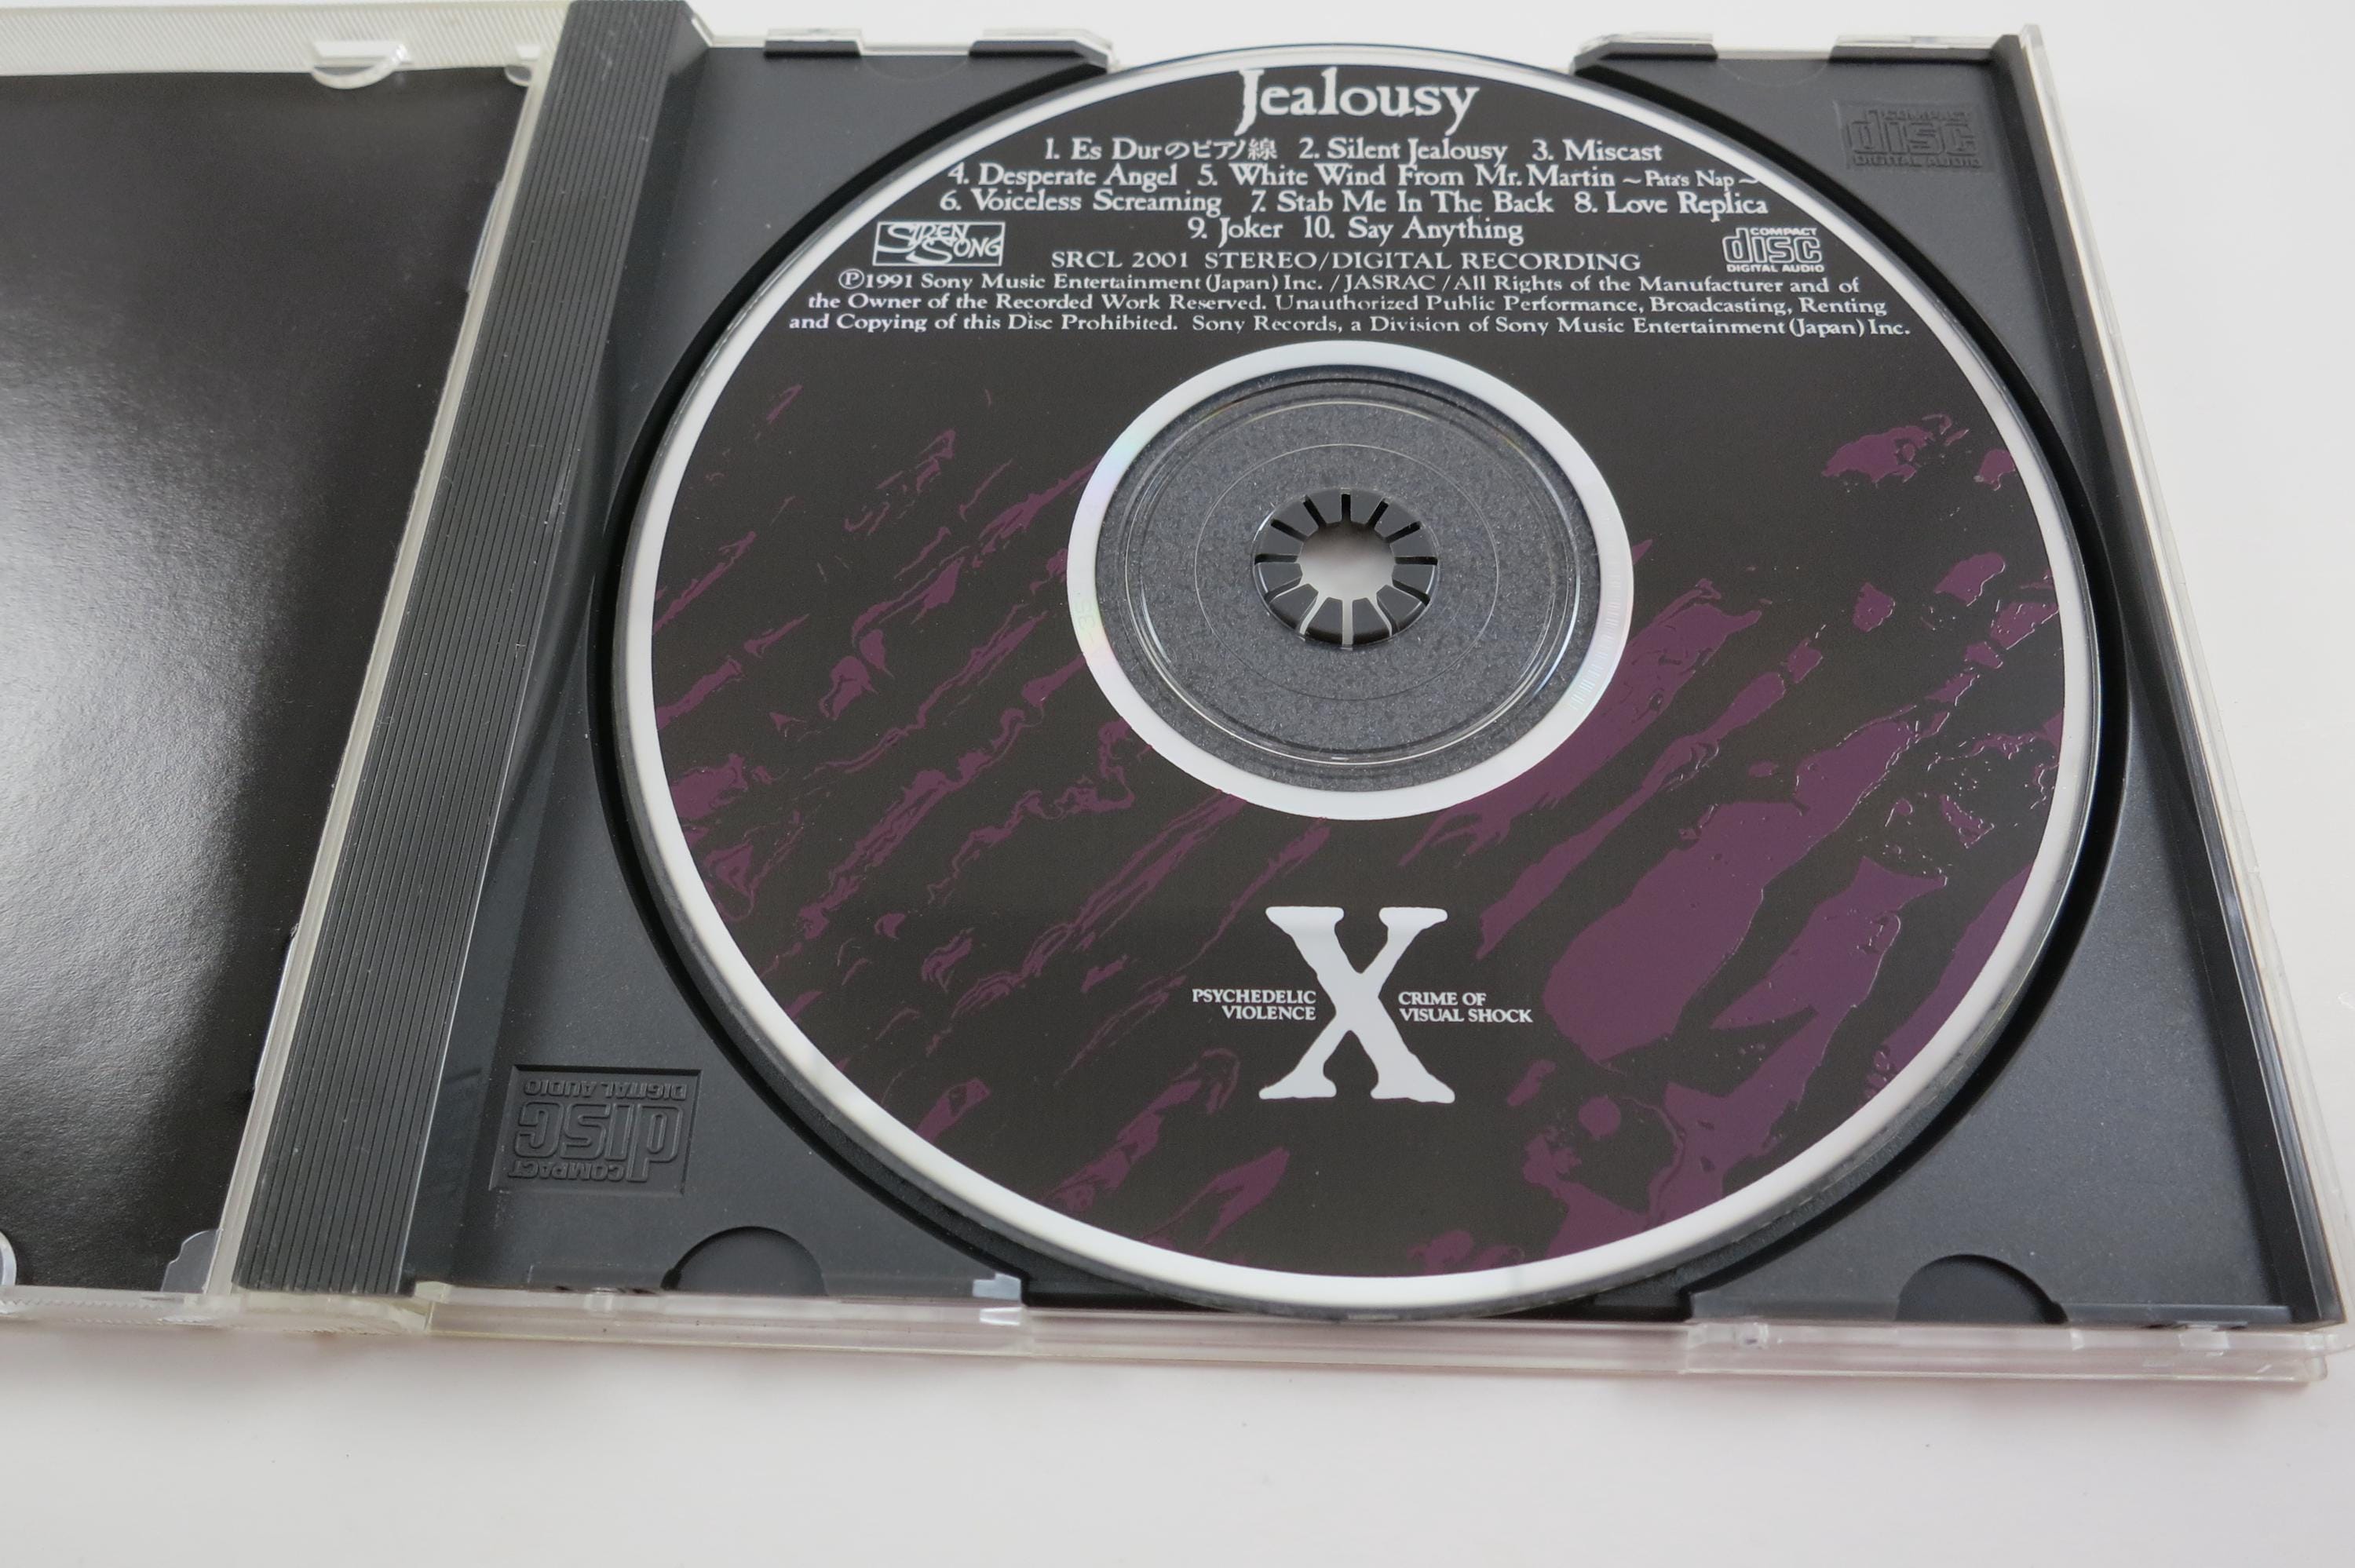 Jealousy
1. Es Durのピアノ線 2. Silent Jealousy 3. Miscast
4. Desperate Angel 5. White Wind From Mr. Martin ~Pata's Nap~
6. Voiceless Screaming 7. Stab Me In The Back 8. Love Replica
9. Joker 10. Say Anything
SIREN SONG
COMPACT disc DIGITAL AUDIO
SRCL 2001 STEREO/DIGITAL RECORDING
Ⓟ1991 Sony Music Entertainment (Japan) Inc. / JASRAC / All Rights of the Manufacturer and of
the Owner of the Recorded Work Reserved. Unauthorized Public Performance, Broadcasting, Renting
and Copying of this Disc Prohibited. Sony Records, a Division of Sony Music Entertainment (Japan) Inc.
X
PSYCHEDELIC VIOLENCE
CRIME OF VISUAL SHOCK
COMPACT disc DIGITAL AUDIO
COMPACT disc DIGITAL AUDIO